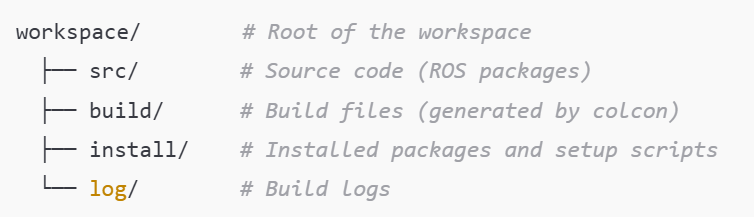 workspace/ # Root of the workspace
├── src/ # Source code (ROS packages)
├── build/ # Build files (generated by colcon)
├── install/ # Installed packages and setup scripts
└── log/ # Build logs